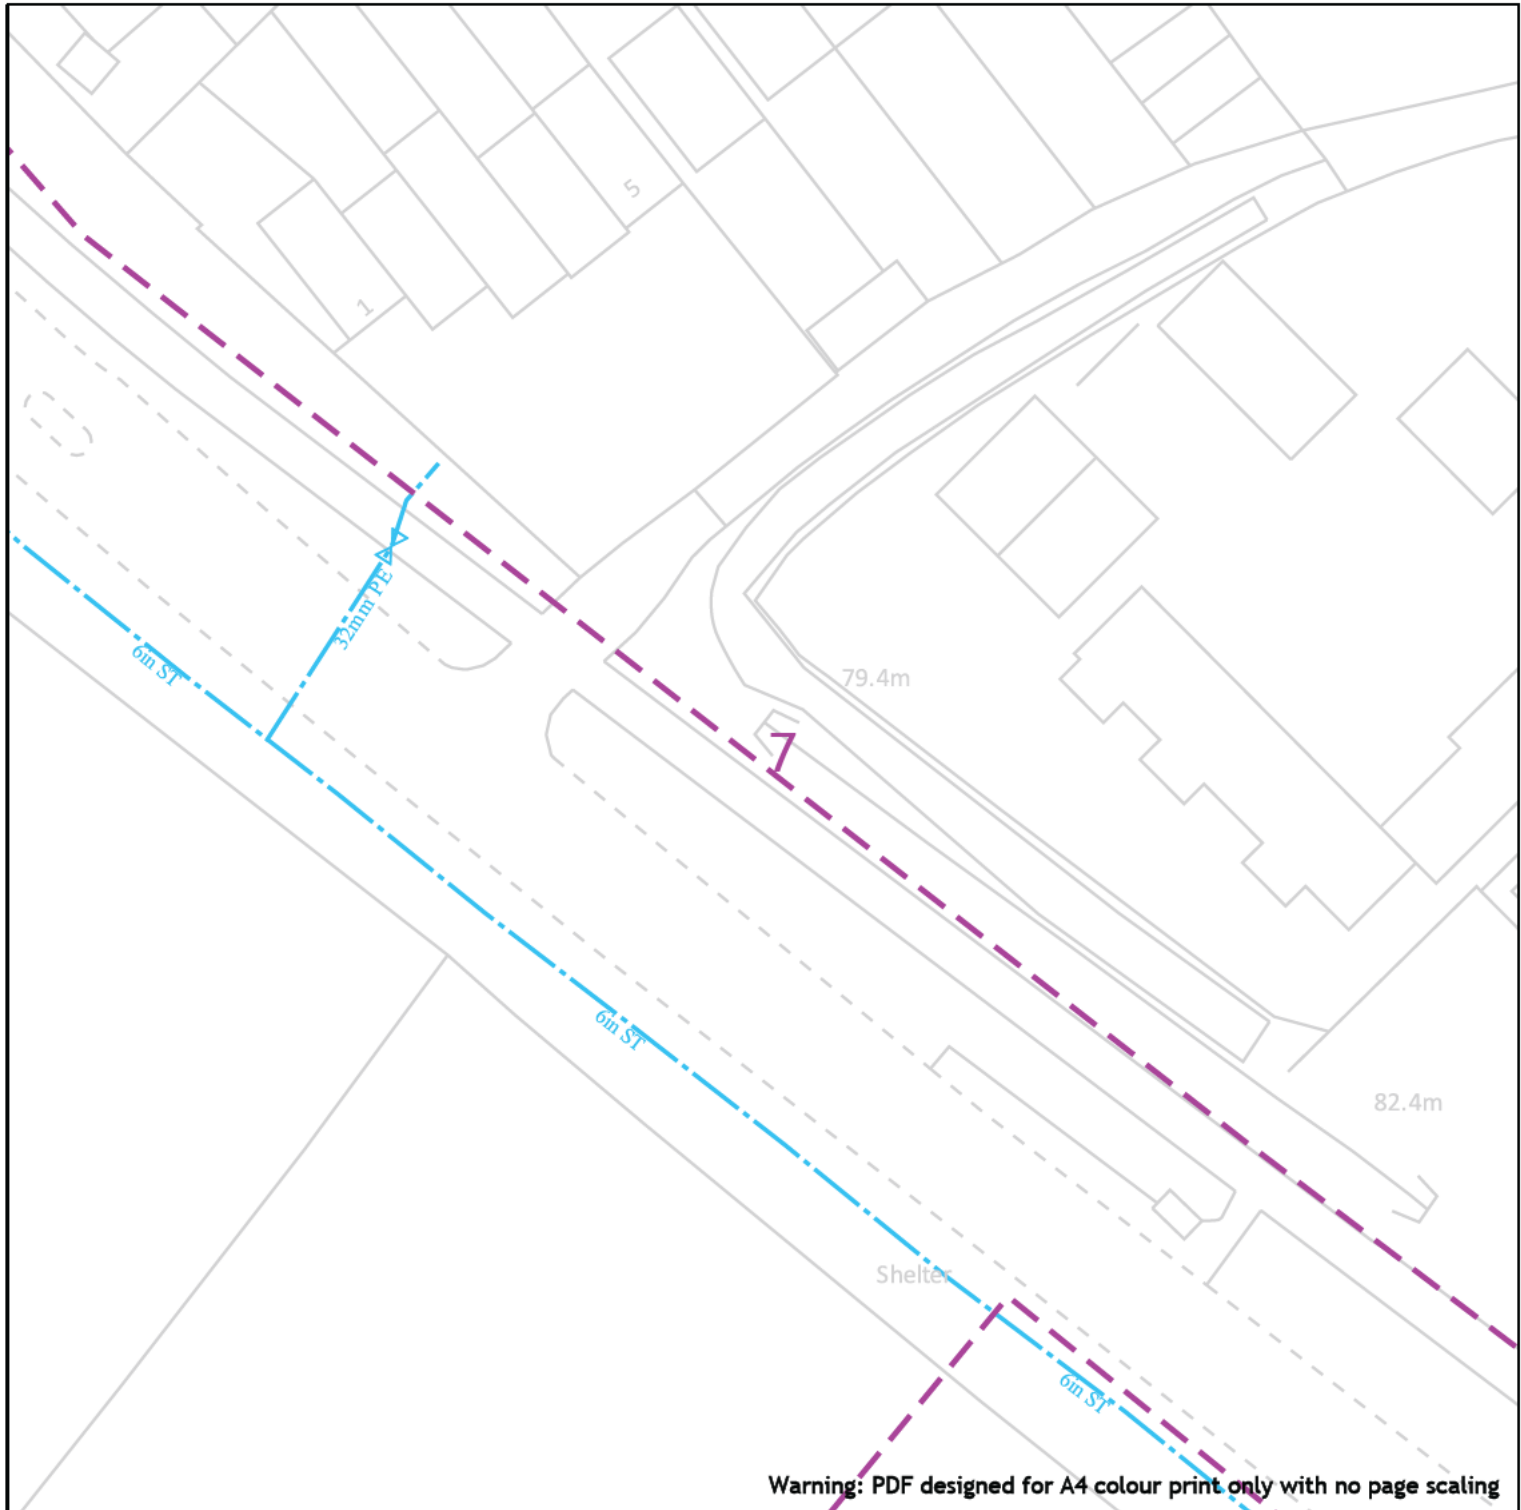 5
1
32mm PE
6in ST
79.4m
7
6in ST
82.4m
Shelter
6in ST
Warning: PDF designed for A4 colour print only with no page scaling